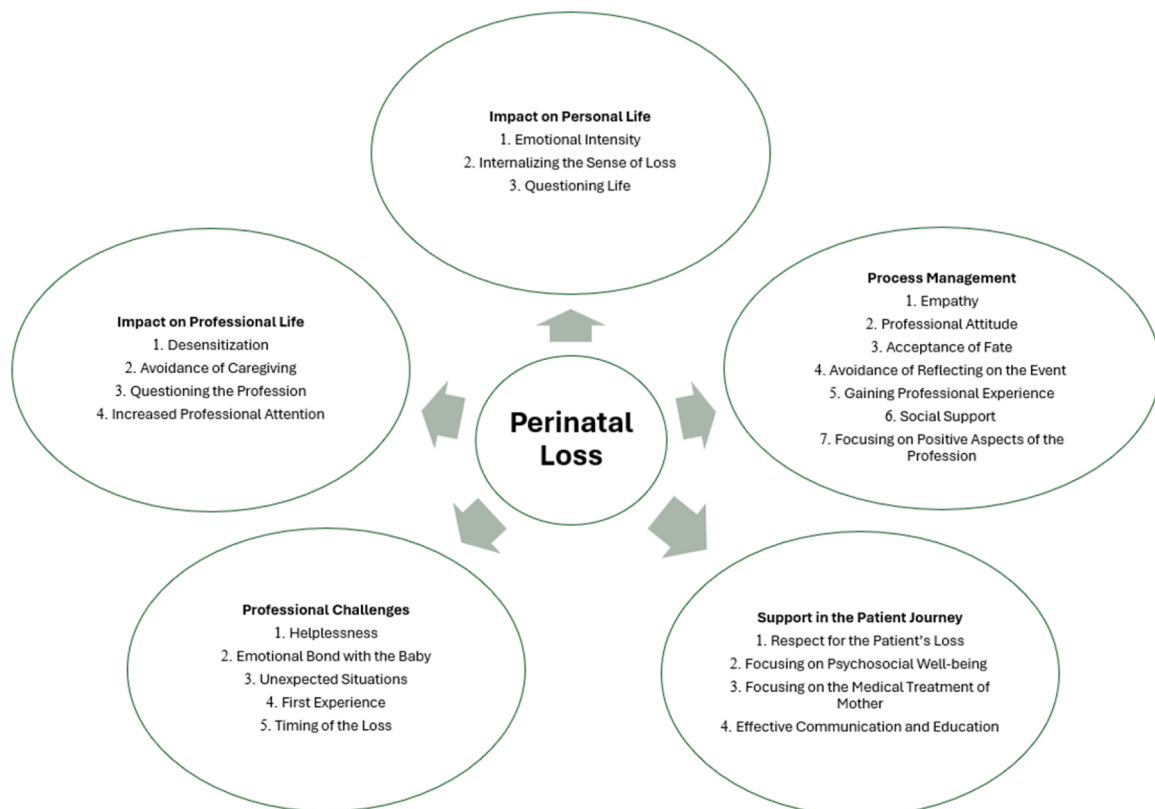 Impact on Personal Life
1. Emotional Intensity
2. Internalizing the Sense of Loss
3. Questioning Life
Impact on Professional Life
1. Desensitization
2. Avoidance of Caregiving
3. Questioning the Profession
4. Increased Professional Attention
Process Management
1. Empathy
2. Professional Attitude
3. Acceptance of Fate
4. Avoidance of Reflecting on the Event
5. Gaining Professional Experience
6. Social Support
7. Focusing on Positive Aspects of the
Profession
Perinatal
Loss
Professional Challenges
1. Helplessness
2. Emotional Bond with the Baby
3. Unexpected Situations
4. First Experience
5. Timing of the Loss
Support in the Patient Journey
1. Respect for the Patient's Loss
2. Focusing on Psychosocial Well-being
3. Focusing on the Medical Treatment of
Mother
4. Effective Communication and Education